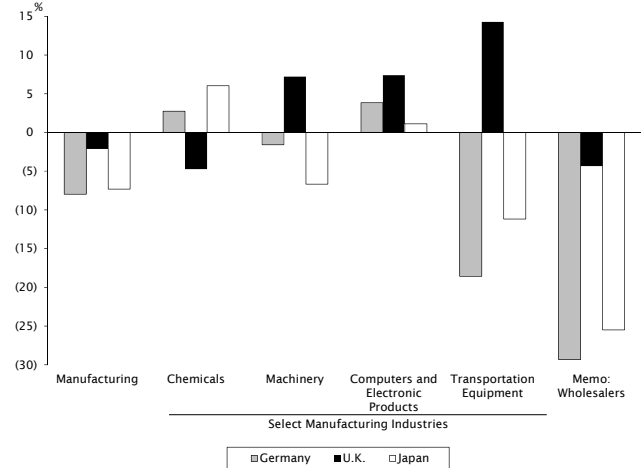 %
15
10
5
0
(5)
(10)
(15)
(20)
(25)
(30)
Manufacturing
Chemicals
Machinery
Computers and
Electronic
Products
Transportation
Equipment
Memo:
Wholesalers
Select Manufacturing Industries
Germany
U.K.
Japan